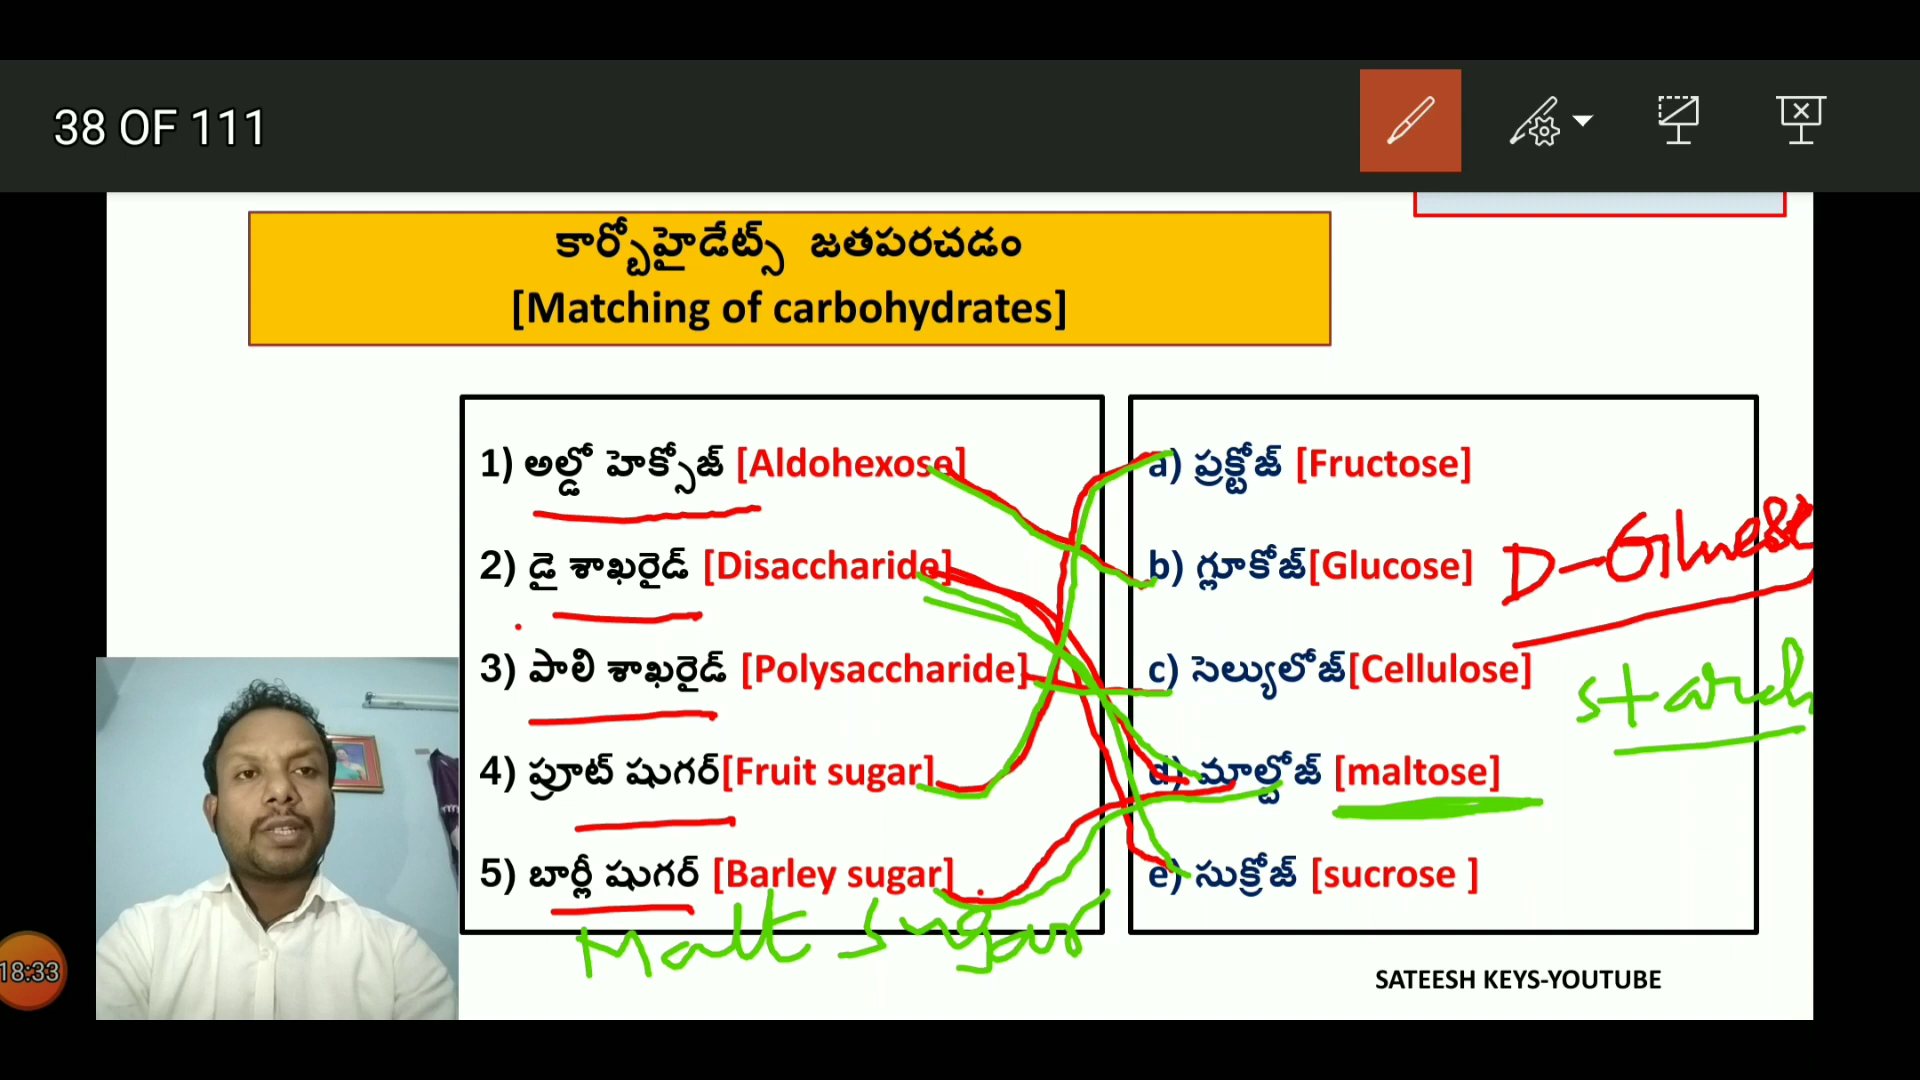 38 OF 111
కార్బోహైడేట్స్ జతపరచడం
[Matching of carbohydrates]
1) అల్డో హెక్సోజ్ [Aldohexose]
2) డై శాఖరైడ్ [Disaccharide]
3) పాలి శాఖరైడ్ [Polysaccharide]
4) ఫ్రూట్ షుగర్[Fruit sugar]
5) బార్లీ షుగర్ [Barley sugar]
Malt sugar
a) ఫ్రక్టోజ్ [Fructose]
b) గ్లూకోజ్[Glucose]
D-Glucose
c) సెల్యులోజ్[Cellulose]
starch
d) మాల్టోజ్ [maltose]
e) సుక్రోజ్ [sucrose ]
SATEESH KEYS-YOUTUBE
18:33